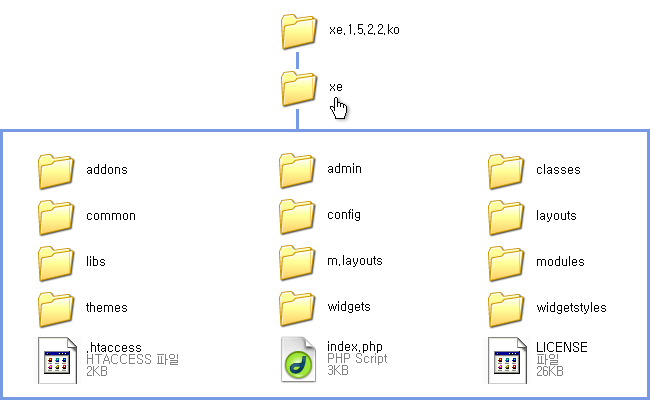 xe.1.5.2.2.ko
xe
addons
admin
classes
common
config
layouts
libs
m.layouts
modules
themes
widgets
widgetstyles
.htaccess
HTACCESS 파일
2KB
index.php
PHP Script
3KB
LICENSE
파일
26KB